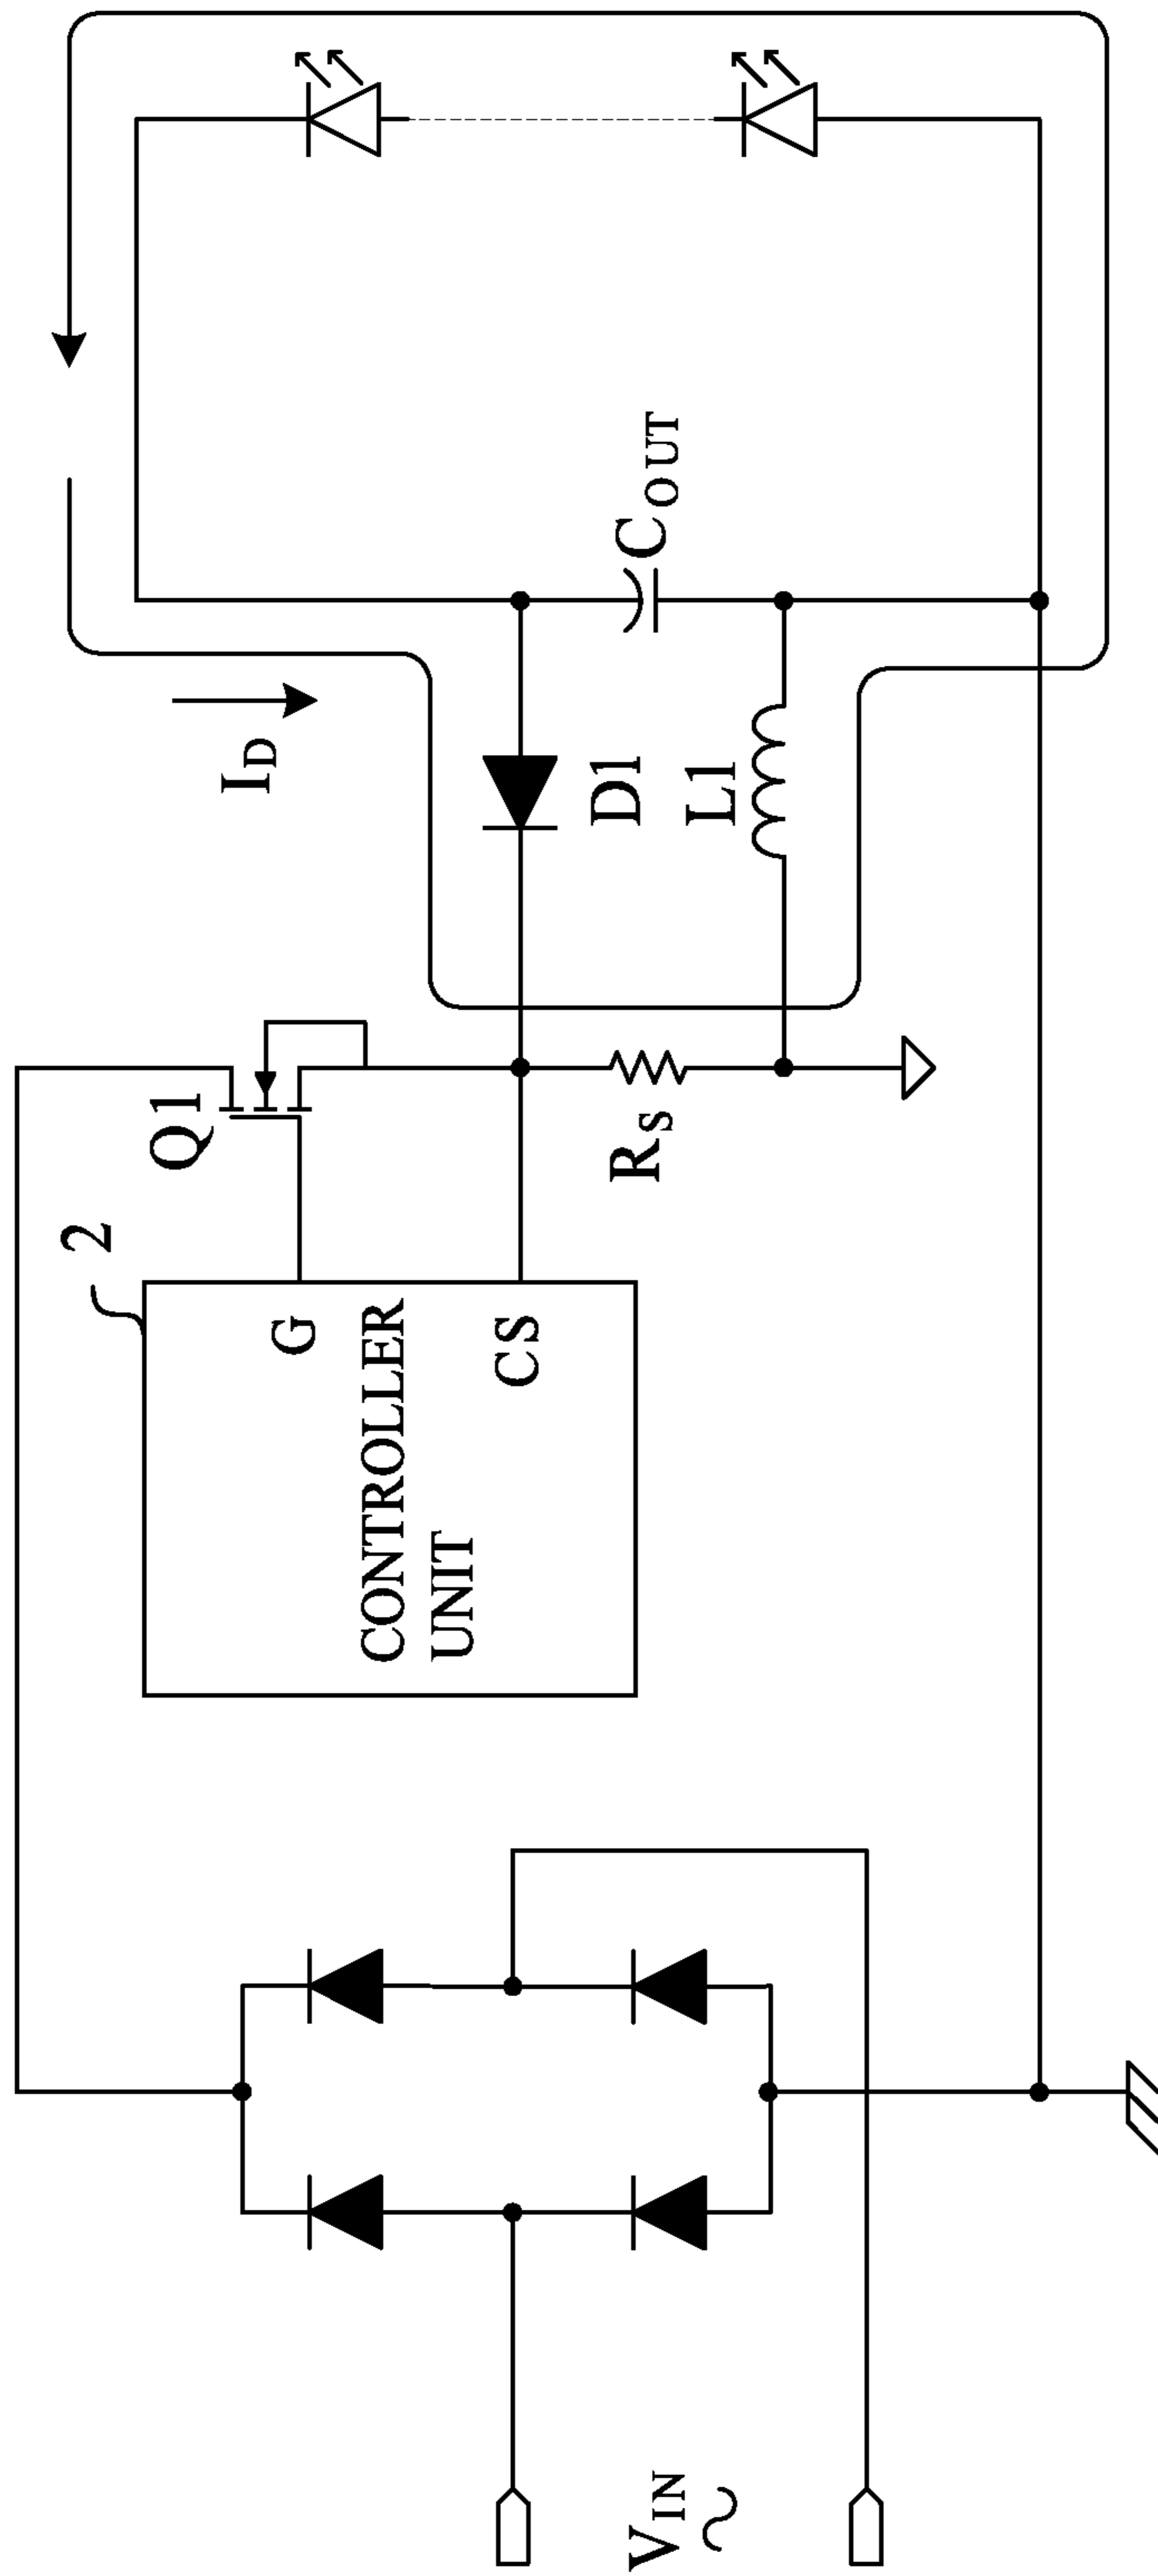 V_IN
~
2
G
CONTROLLER
UNIT
CS
Q1
R_S
I_D
D1
L1
C_OUT